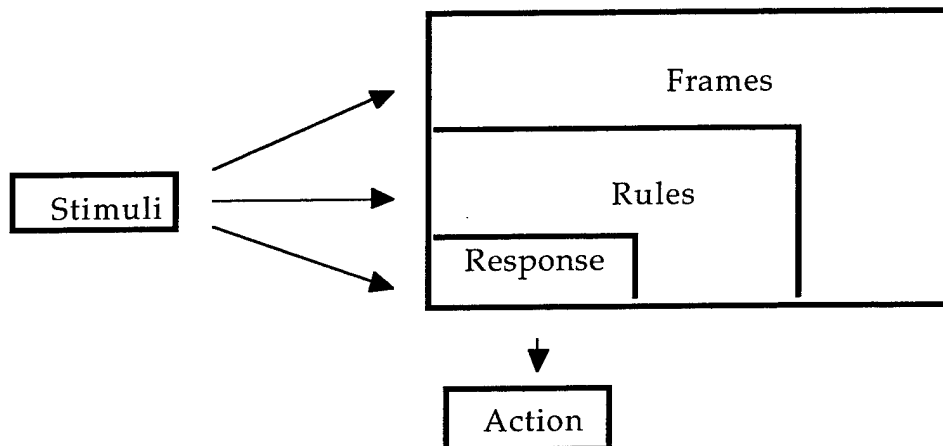 Frames
Rules
Stimuli
Response
Action